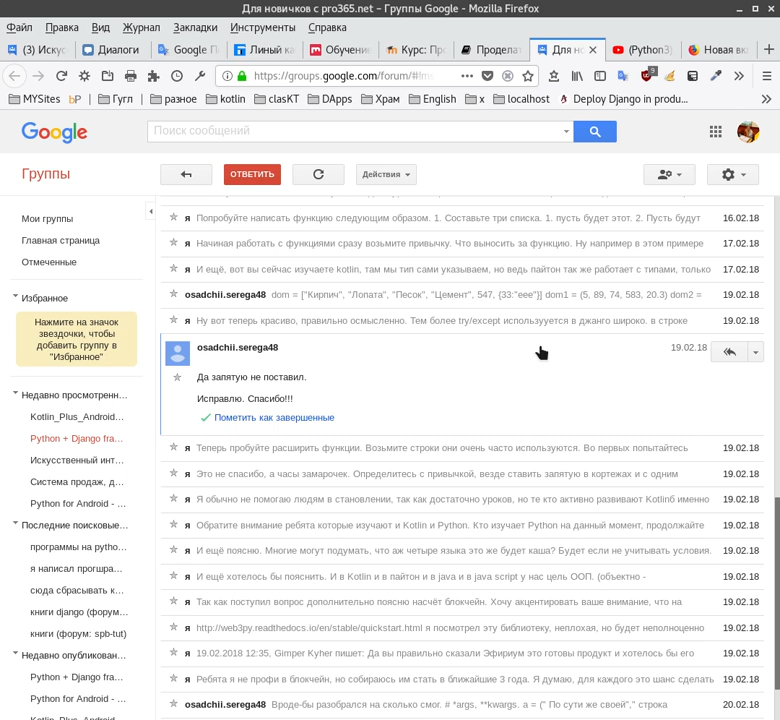 Для новичков с pro365.net – Группы Google - Mozilla Firefox
Файл Правка Вид Журнал Закладки Инструменты Справка
(3) Искус Диалоги Google Г Линый ка Обучени Курс: Пр Продела Для но (Python3 Новая вк
https://groups.google.com/forum/#!ms
MYSites Гугл разное kotlin clasKT DApps Храм English x localhost Deploy Django in produ...
Google
Поиск сообщений
Группы
ОТВЕТИТЬ
Действия
Мои группы
Главная страница
Отмеченные
Избранное
Нажмите на значок
звездочки, чтобы
добавить группу в
"Избранное"
Недавно просмотренн…
Kotlin_Plus_Android…
Python + Django fra…
Искусственный инт…
Система продаж, д…
Python for Android - …
Последние поисковые…
программы на pytho…
я написал прогшра…
сюда сбрасывать к…
книги django (форум…
книги (форум: spb-tut)
Недавно опубликован…
Python + Django fra…
Python for Android - …
Kotlin_Plus_Android…
я Попробуйте написать функцию следующим образом. 1. Составьте три списка. 1. пусть будет этот. 2. Пусть будут 16.02.18
я Начиная работать с функциями сразу возьмите привычку. Что выносить за функцию. Ну например в этом примере 17.02.18
я И ещё, вот вы сейчас изучаете kotlin, там мы тип сами указываем, но ведь пайтон так же работает с типами, только 17.02.18
osadchii.serega48 dom = ["Кирпич", "Лопата", "Песок", "Цемент", 547, {33:"еее"}] dom1 = (5, 89, 74, 583, 20.3) dom2 = 19.02.18
я Ну вот теперь красиво, правильно осмысленно. Тем более try/except используується в джанго широко. в строке 19.02.18
osadchii.serega48 19.02.18
Да запятую не поставил.
Исправлю. Спасибо!!!
Пометить как завершенные
я Теперь пробуйте расширить функции. Возьмите строки они очень часто используются. Во первых попытайтесь 19.02.18
я Это не спасибо, а часы замарочек. Определитесь с привычкой, везде ставить запятую в кортежах и с одним 19.02.18
я Я обычно не помогаю людям в становлении, так как достаточно уроков, но те кто активно развивают Kotlinб именно 19.02.18
я Обратите внимание ребята которые изучают и Kotlin и Python. Кто изучает Python на данный момент, продолжайте 19.02.18
я И ещё поясню. Многие могут подумать, что аж четыре языка это же будет каша? Будет если не учитывать условия. 19.02.18
я И ещё хотелось бы пояснить. И в Kotlin и в пайтон и в java и в java script у нас цель ООП. (объектно - 19.02.18
я Так как поступил вопрос дополнительно поясню насчёт блокчейн. Хочу акцентировать ваше внимание, что на 19.02.18
я http://web3py.readthedocs.io/en/stable/quickstart.html я посмотрел эту библиотеку, неплохая, но будет неполноценно 19.02.18
я 19.02.2018 12:35, Gimper Kyher пишет: Да вы правильно сказали Эфириум это готовы продукт и хотелось бы его 19.02.18
я Ребята я не профи в блокчейн, но собираюсь им стать в ближайшие 3 года. Я думаю, для каждого это шанс сделать 19.02.18
osadchii.serega48 Вроде-бы разобрался на сколько смог. # *args, **kwargs. a = (" По сути же своей"," строка 20.02.18